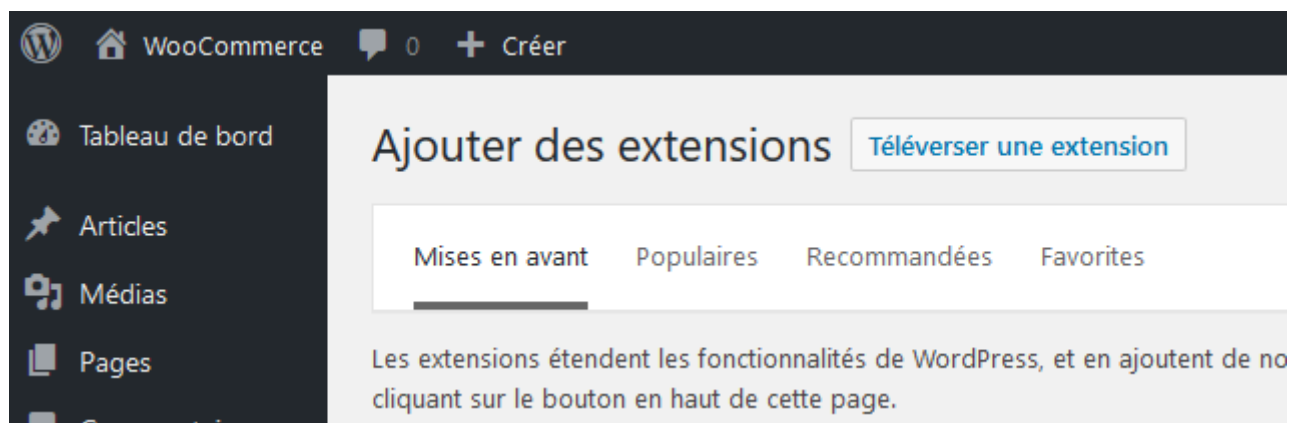 WooCommerce 0 Créer
Tableau de bord
Ajouter des extensions Téléverser une extension
Articles
Mises en avant Populaires Recommandées Favorites
Médias
Pages
Les extensions étendent les fonctionnalités de WordPress, et en ajoutent de
cliquant sur le bouton en haut de cette page.